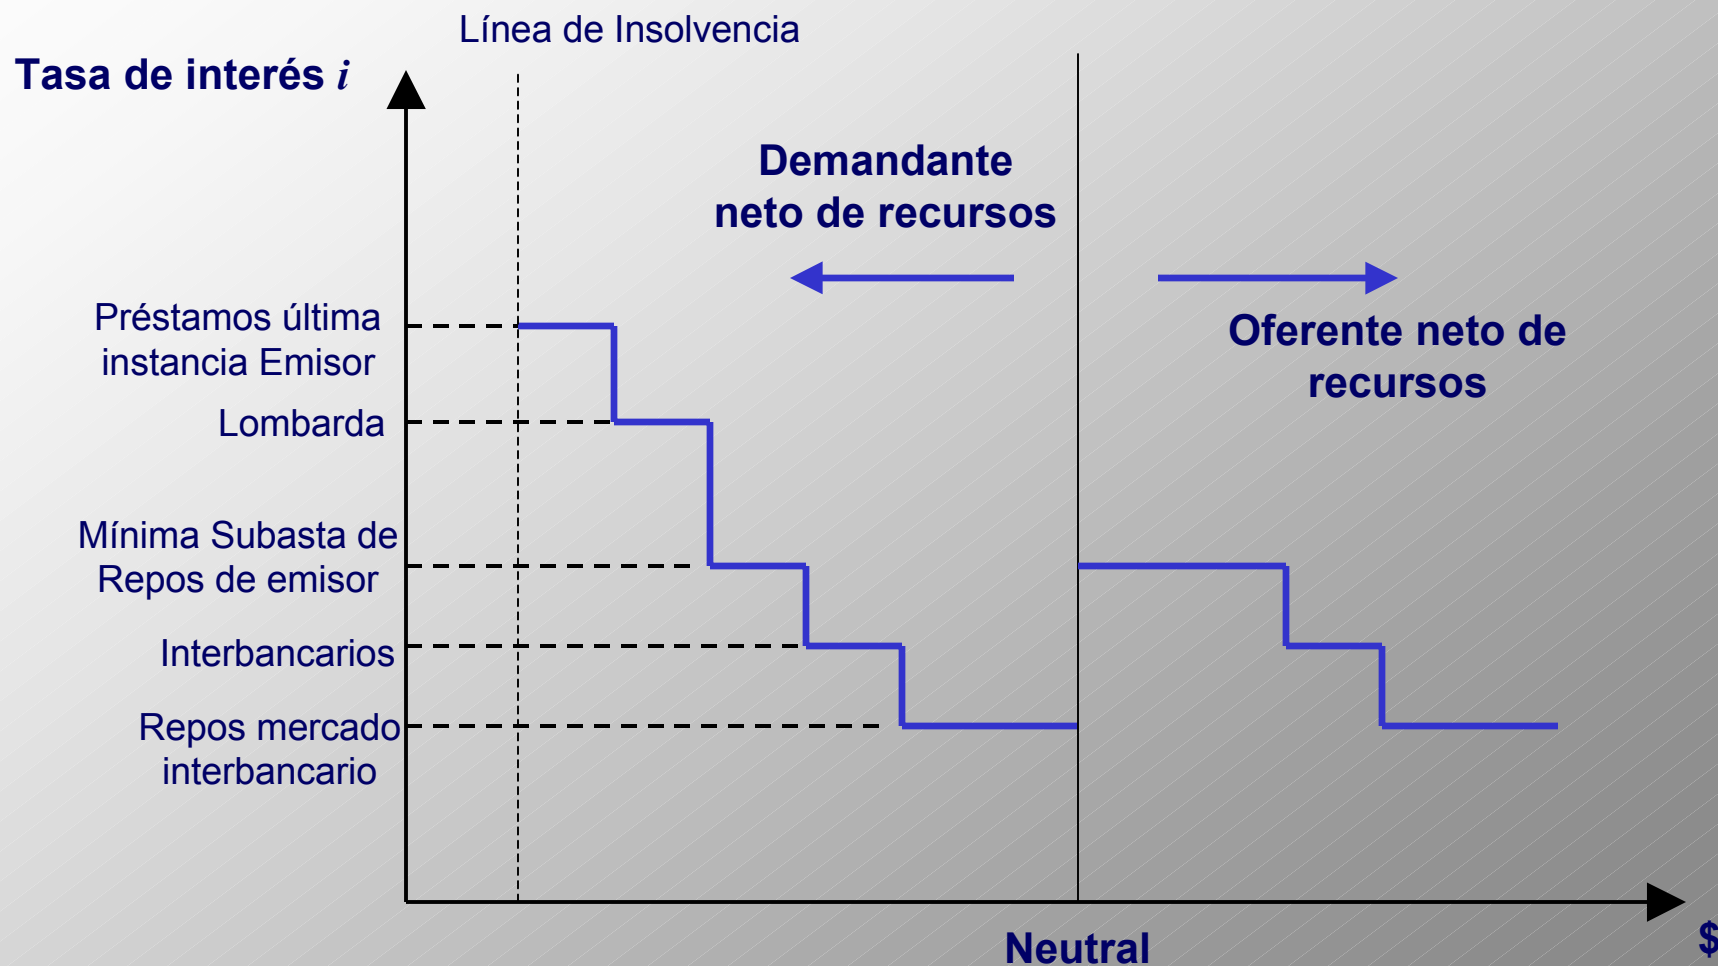 Línea de Insolvencia
Tasa de interés i
Demandante
neto de recursos
Préstamos última
instancia Emisor
Oferente neto de
recursos
Lombarda
Mínima Subasta de
Repos de emisor
Interbancarios
Repos mercado
interbancario
Neutral
$